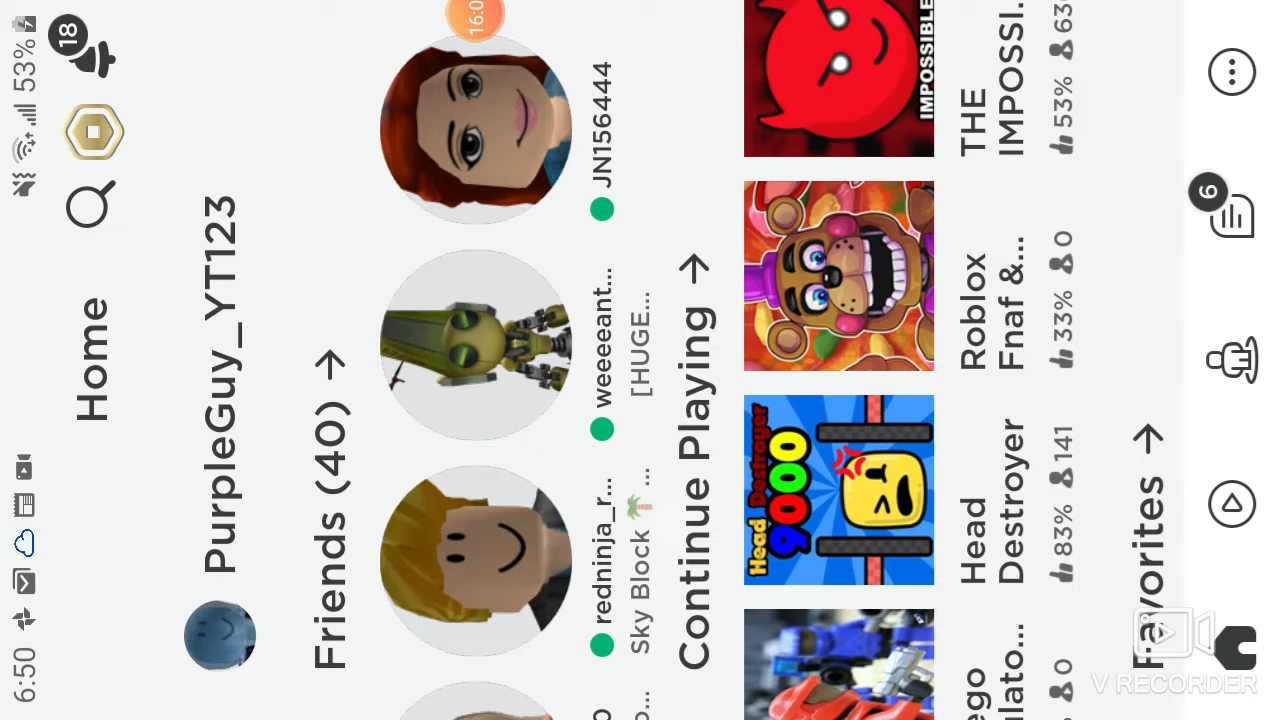 6:50
53%
16:0
Home
18
PurpleGuy_YT123
Friends (40) →
redninja_r...
weeeeant...
JN156444
Sky Block 🌴 ...
[HUGE...
o...
Continue Playing →
Head Destroyer
9000
IMPOSSIBLE
ego
Head
Roblox
THE
ulato...
Destroyer
Fnaf &...
IMPOSSI...
0
83% 141
33% 0
53% 63
Favorites →
6
V RECORDER